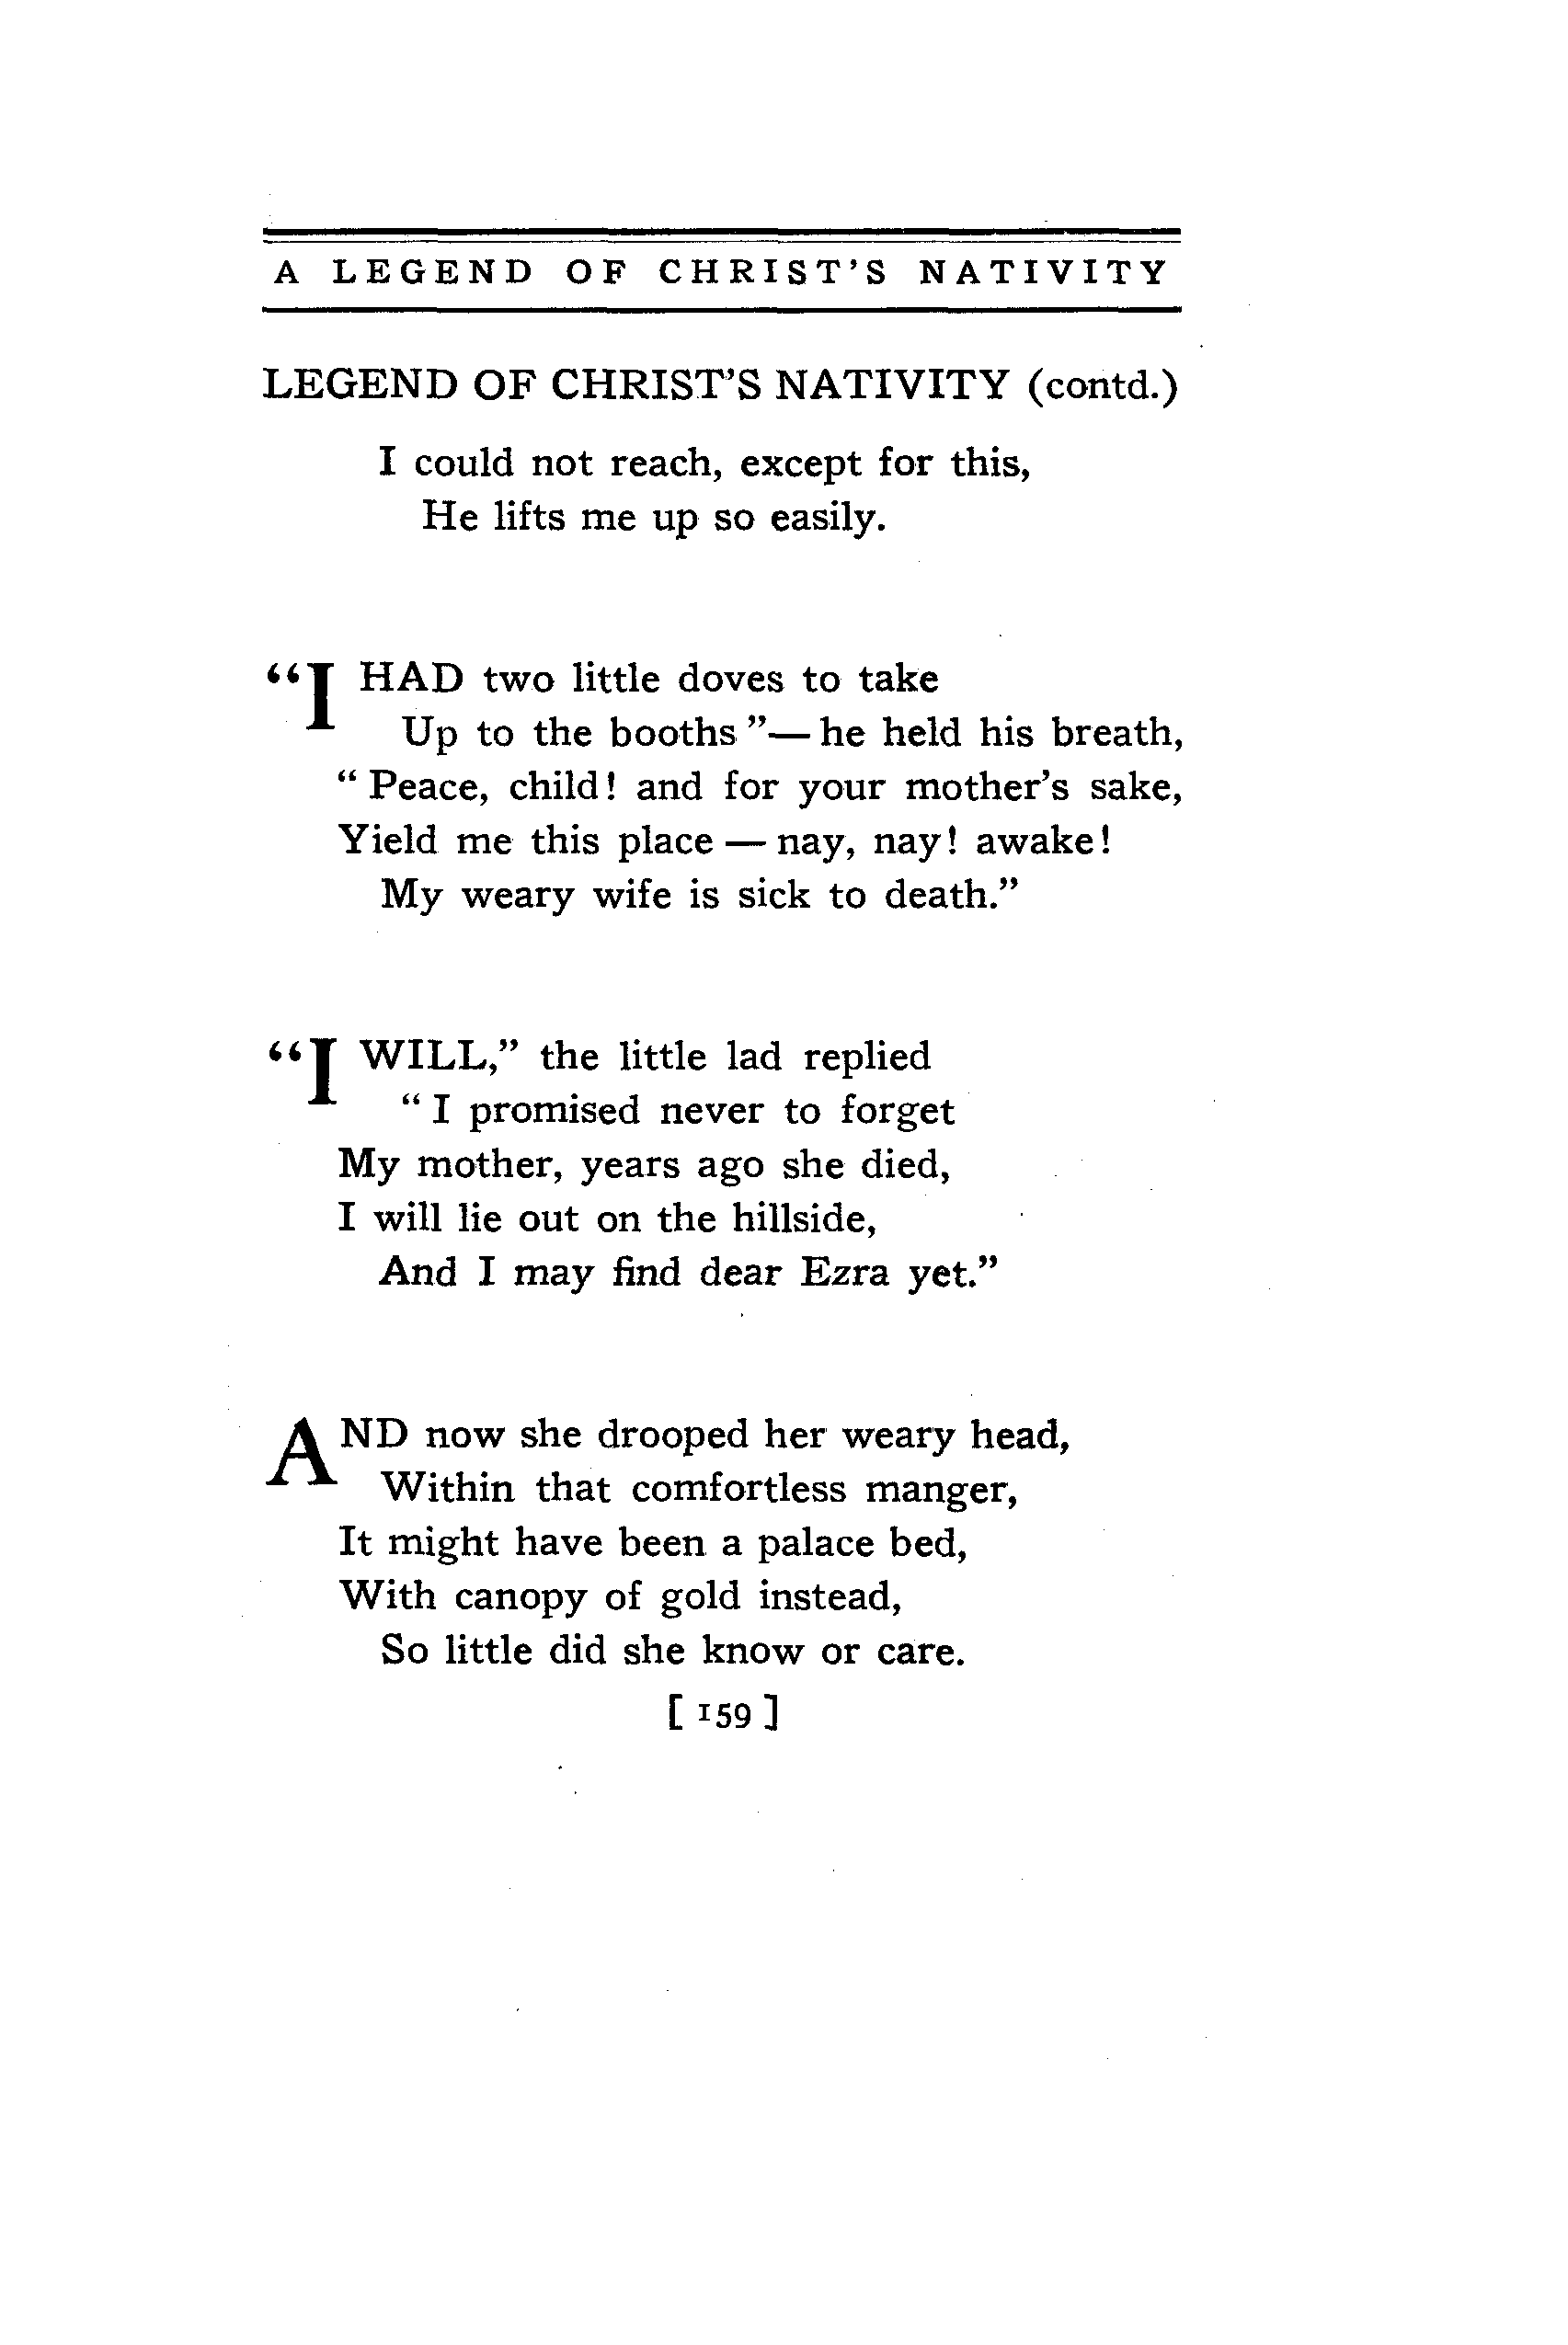 A LEGEND OF CHRIST'S NATIVITY
LEGEND OF CHRIST'S NATIVITY (contd.)
I could not reach, except for this,
He lifts me up so easily.
“I HAD two little doves to take
Up to the booths”— he held his breath,
“Peace, child! and for your mother's sake,
Yield me this place — nay, nay! awake!
My weary wife is sick to death.”
“I WILL,” the little lad replied
“I promised never to forget
My mother, years ago she died,
I will lie out on the hillside,
And I may find dear Ezra yet.”
AND now she drooped her weary head,
Within that comfortless manger,
It might have been a palace bed,
With canopy of gold instead,
So little did she know or care.
[ 159 ]